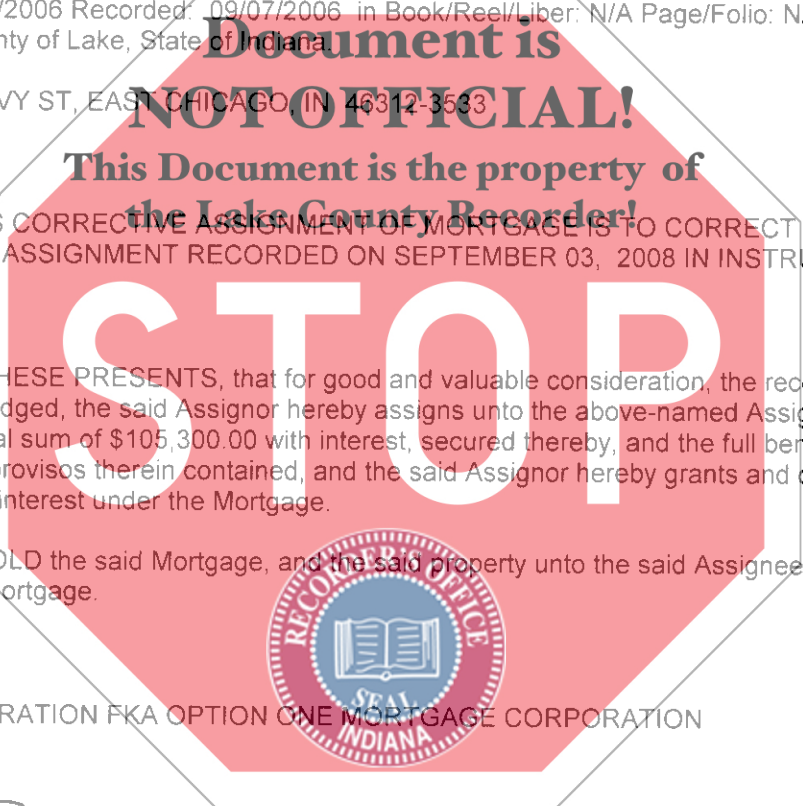 /2006 Recorded: 09/07/2006 in Book/Reel/Liber: N/A Page/Folio:
nty of Lake, State of Indiana.
Document is
VY ST, EAST CHICAGO, IN 46312-3533
NOT OFFICIAL!
This Document is the property of
the Lake County Recorder!
CORRECTIVE ASSIGNMENT OF MORTGAGE IS TO CORRECT
ASSIGNMENT RECORDED ON SEPTEMBER 03, 2008 IN INSTRU
STOP
HESE PRESENTS, that for good and valuable consideration, the rec
dged, the said Assignor hereby assigns unto the above-named Assig
al sum of $105,300.00 with interest, secured thereby, and the full ben
rovisos therein contained, and the said Assignor hereby grants and
interest under the Mortgage.
OLD the said Mortgage, and the said property unto the said Assignee
ortgage.
RECORDER'S OFFICE
SEAL
INDIANA
RATION FKA OPTION ONE MORTGAGE CORPORATION